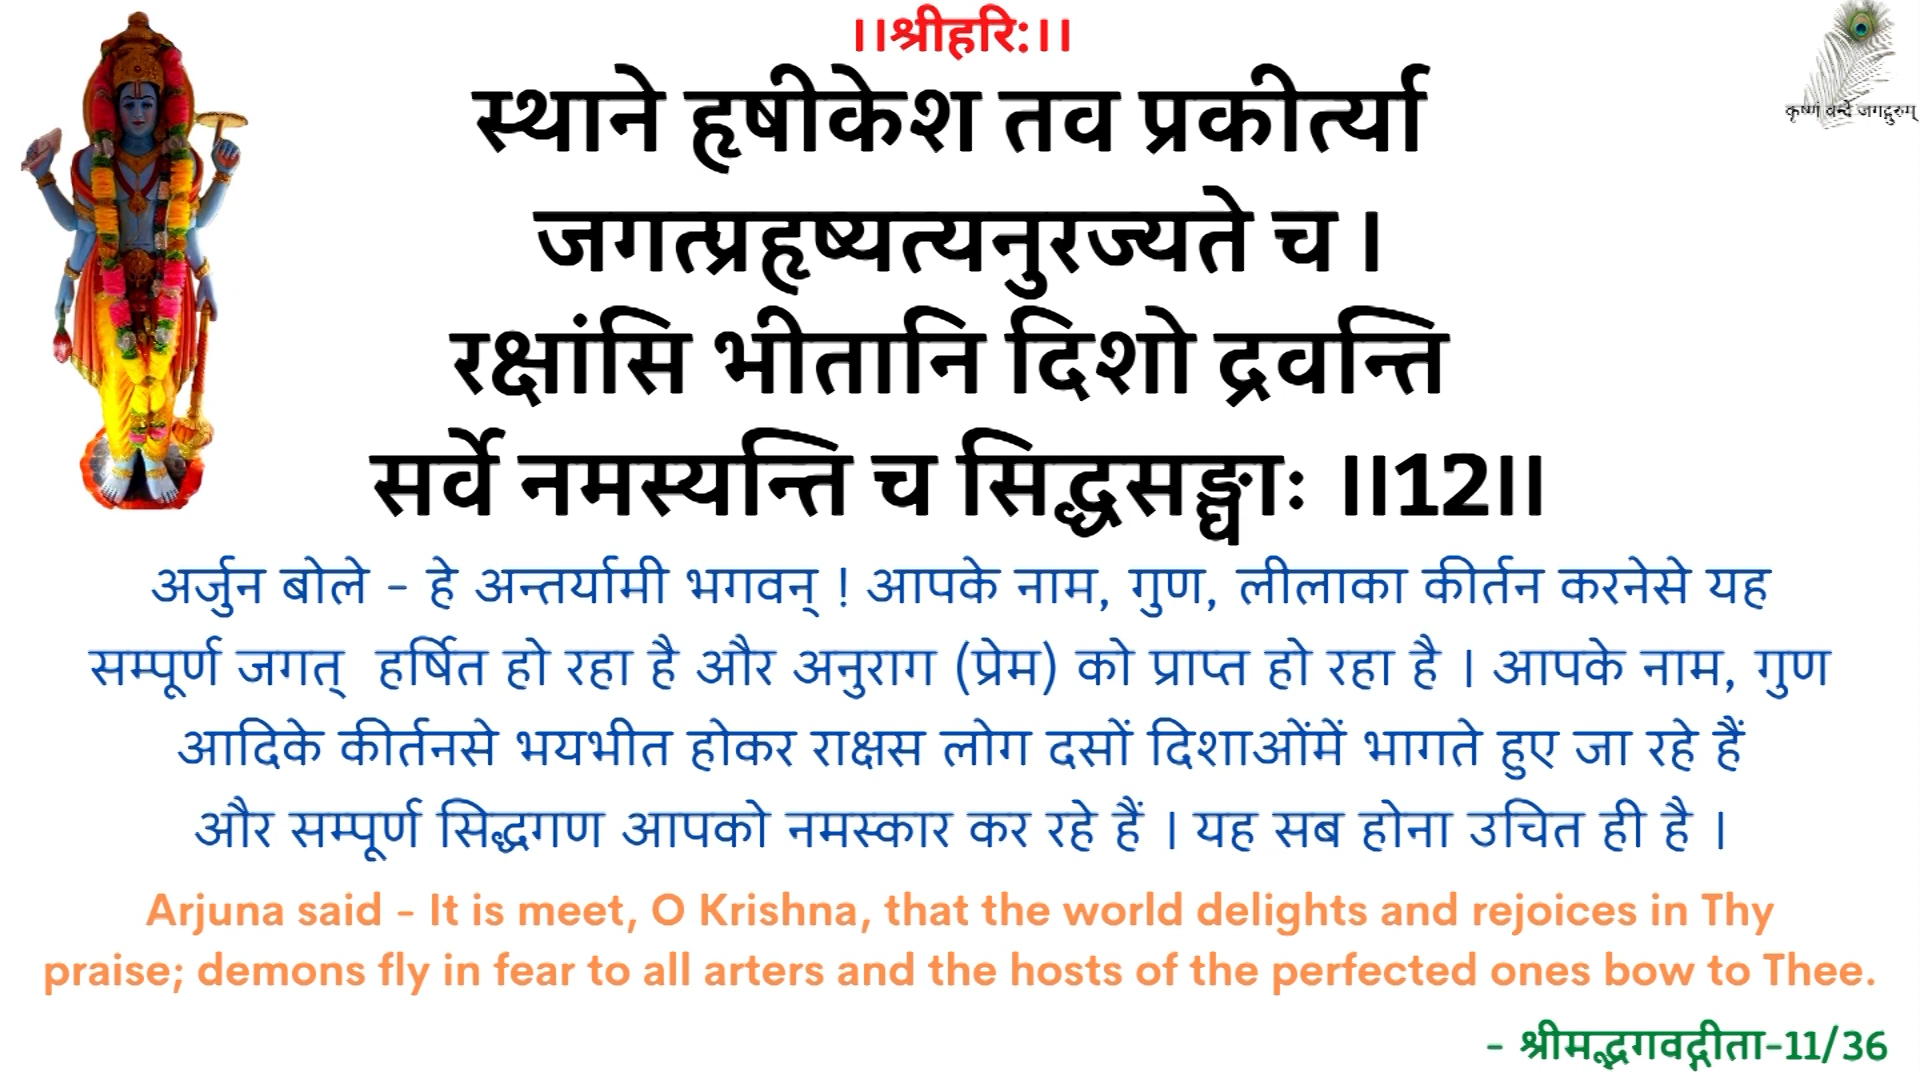 ।।श्रीहरि:।।
कृष्णं वन्दे जगद्गुरुम्
स्थाने हृषीकेश तव प्रकीर्त्या
जगत्प्रहृष्यत्यनुरज्यते च ।
रक्षांसि भीतानि दिशो द्रवन्ति
सर्वे नमस्यन्ति च सिद्धसङ्घाः ॥12॥
अर्जुन बोले - हे अन्तर्यामी भगवन् ! आपके नाम, गुण, लीलाका कीर्तन करनेसे यह
सम्पूर्ण जगत् हर्षित हो रहा है और अनुराग (प्रेम) को प्राप्त हो रहा है । आपके नाम, गुण
आदिके कीर्तनसे भयभीत होकर राक्षस लोग दसों दिशाओंमें भागते हुए जा रहे हैं
और सम्पूर्ण सिद्धगण आपको नमस्कार कर रहे हैं । यह सब होना उचित ही है ।
Arjuna said - It is meet, O Krishna, that the world delights and rejoices in Thy
praise; demons fly in fear to all arters and the hosts of the perfected ones bow to Thee.
- श्रीमद्भगवद्गीता-11/36